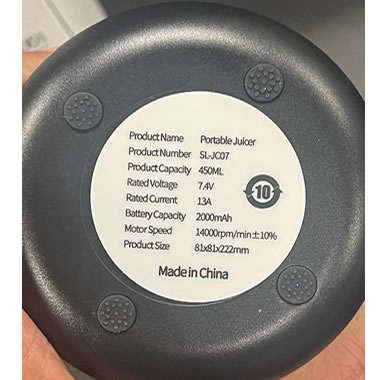 Product Name Portable Juicer
Product Number SL-JC07
Product Capacity 450ML
Rated Voltage 7.4V
Rated Current 13A
Battery Capacity 2000mAh
Motor Speed 14000rpm/min±10%
Product Size 81x81x222mm
10
Made in China